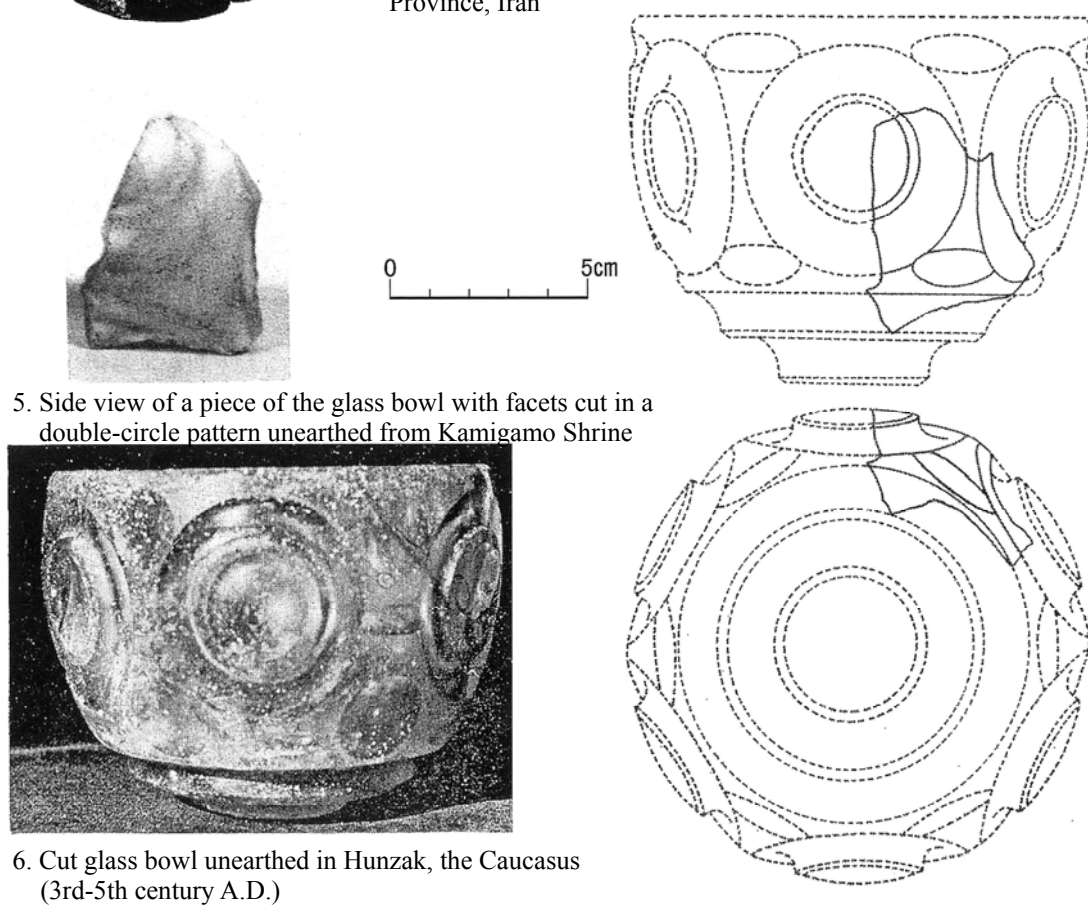 Province, Iran
0 5cm
5. Side view of a piece of the glass bowl with facets cut in a
double-circle pattern unearthed from Kamigamo Shrine
6. Cut glass bowl unearthed in Hunzak, the Caucasus
(3rd-5th century A.D.)